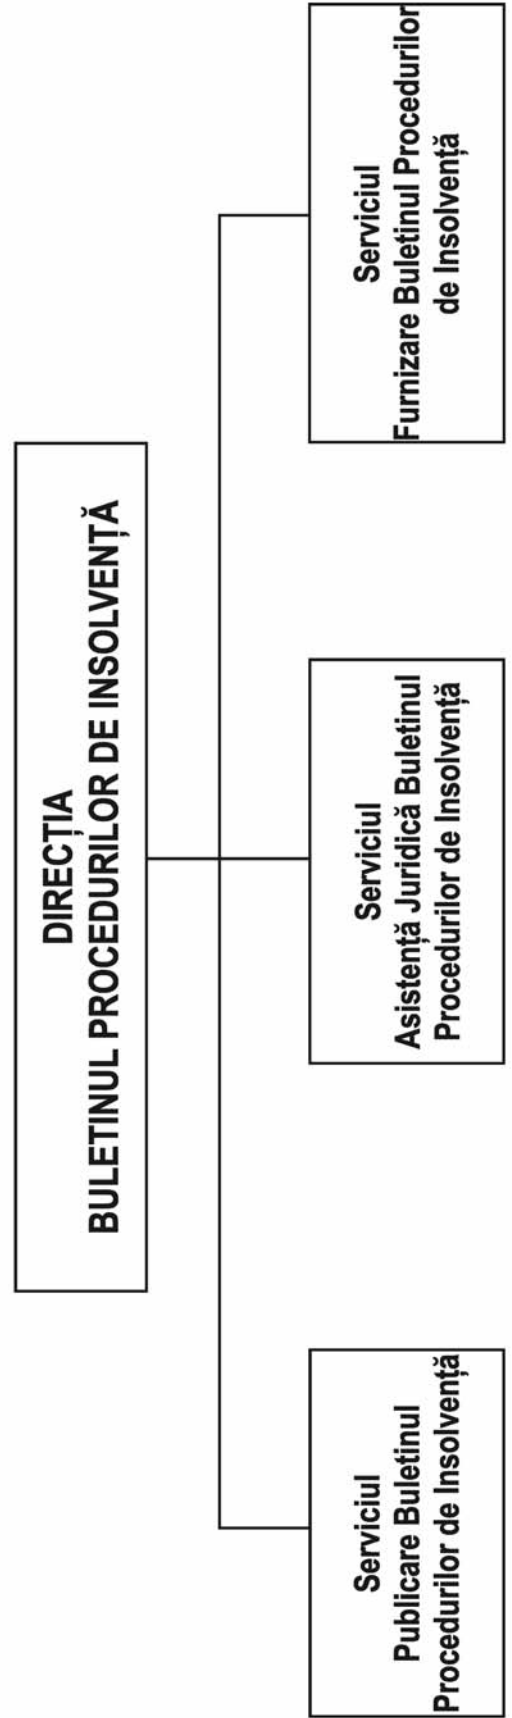 DIRECȚIA
BULETINUL PROCEDURILOR DE INSOLVENȚĂ
Serviciul
Publicare Buletinul
Procedurilor de Insolvență
Serviciul
Asistență Juridică Buletinul
Procedurilor de Insolvență
Serviciul
Furnizare Buletinul Procedurilor
de Insolvență